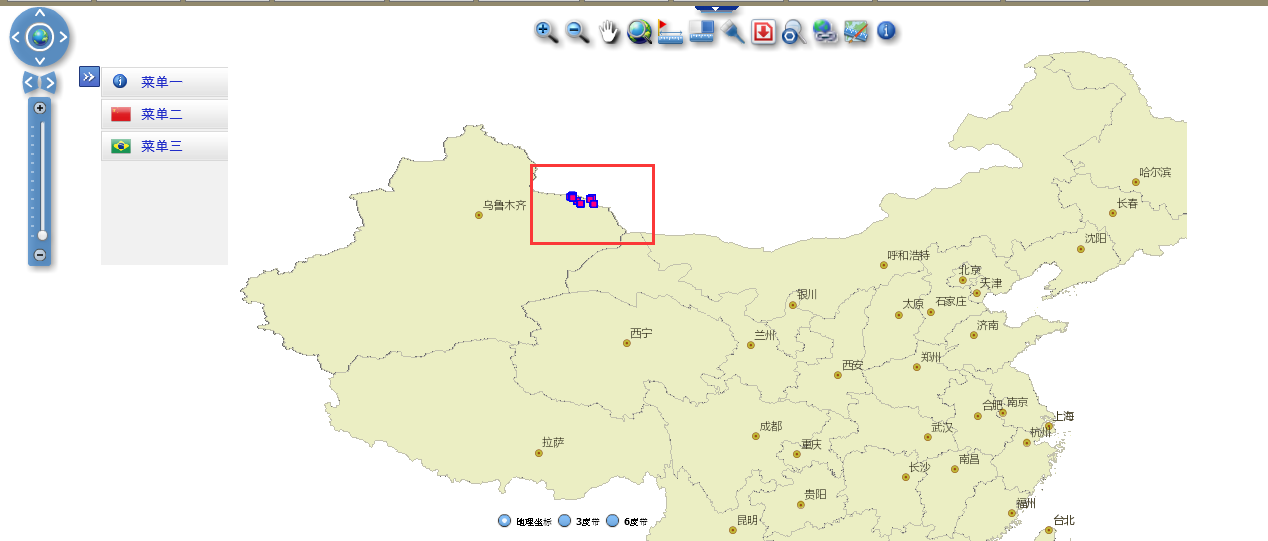 菜单一
菜单二
菜单三
哈尔滨
长春
乌鲁木齐
沈阳
呼和浩特
北京
天津
银川
太原
石家庄
济南
西宁
兰州
郑州
西安
合肥
南京
上海
成都
武汉
杭州
重庆
拉萨
南昌
长沙
贵阳
福州
昆明
台北
地理坐标 3度带 6度带